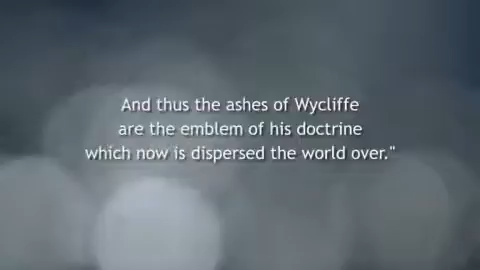 And thus the ashes of Wycliffe
are the emblem of his doctrine
which now is dispersed the world over."